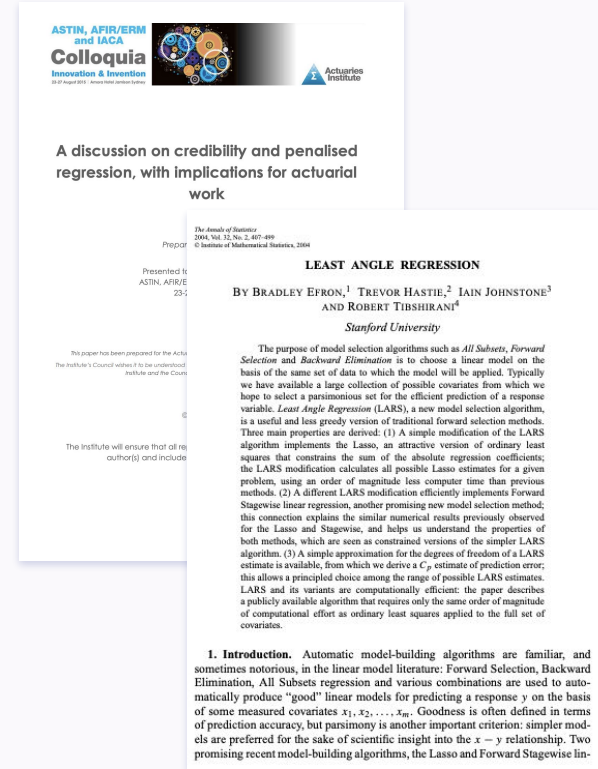 ASTIN, AFIR/ERM
and IACA
Colloquia
Innovation & Invention
23-27 August 2015 Amora Hotel Jamison Sydney
Actuaries
Institute
A discussion on credibility and penalised
regression, with implications for actuarial
work
Prepar
Presented to
ASTIN, AFIR/E
23-2
This paper has been prepared for the Actu
The Institute's Council wishes it to be understood
Institute and the Counc
©
The Institute will ensure that all rep
author(s) and include
The Annals of Statistics
2004, Vol. 32, No. 2, 407–499
© Institute of Mathematical Statistics, 2004
LEAST ANGLE REGRESSION
BY BRADLEY EFRON,1 TREVOR HASTIE,2 IAIN JOHNSTONE3
AND ROBERT TIBSHIRANI4
Stanford University
The purpose of model selection algorithms such as All Subsets, Forward
Selection and Backward Elimination is to choose a linear model on the
basis of the same set of data to which the model will be applied. Typically
we have available a large collection of possible covariates from which we
hope to select a parsimonious set for the efficient prediction of a response
variable. Least Angle Regression (LARS), a new model selection algorithm,
is a useful and less greedy version of traditional forward selection methods.
Three main properties are derived: (1) A simple modification of the LARS
algorithm implements the Lasso, an attractive version of ordinary least
squares that constrains the sum of the absolute regression coefficients;
the LARS modification calculates all possible Lasso estimates for a given
problem, using an order of magnitude less computer time than previous
methods. (2) A different LARS modification efficiently implements Forward
Stagewise linear regression, another promising new model selection method;
this connection explains the similar numerical results previously observed
for the Lasso and Stagewise, and helps us understand the properties of
both methods, which are seen as constrained versions of the simpler LARS
algorithm. (3) A simple approximation for the degrees of freedom of a LARS
estimate is available, from which we derive a Cp estimate of prediction error;
this allows a principled choice among the range of possible LARS estimates.
LARS and its variants are computationally efficient: the paper describes
a publicly available algorithm that requires only the same order of magnitude
of computational effort as ordinary least squares applied to the full set of
covariates.
1. Introduction. Automatic model-building algorithms are familiar, and
sometimes notorious, in the linear model literature: Forward Selection, Backward
Elimination, All Subsets regression and various combinations are used to auto-
matically produce “good” linear models for predicting a response y on the basis
of some measured covariates x1, x2, . . . , xm. Goodness is often defined in terms
of prediction accuracy, but parsimony is another important criterion: simpler mod-
els are preferred for the sake of scientific insight into the x − y relationship. Two
promising recent model-building algorithms, the Lasso and Forward Stagewise lin-